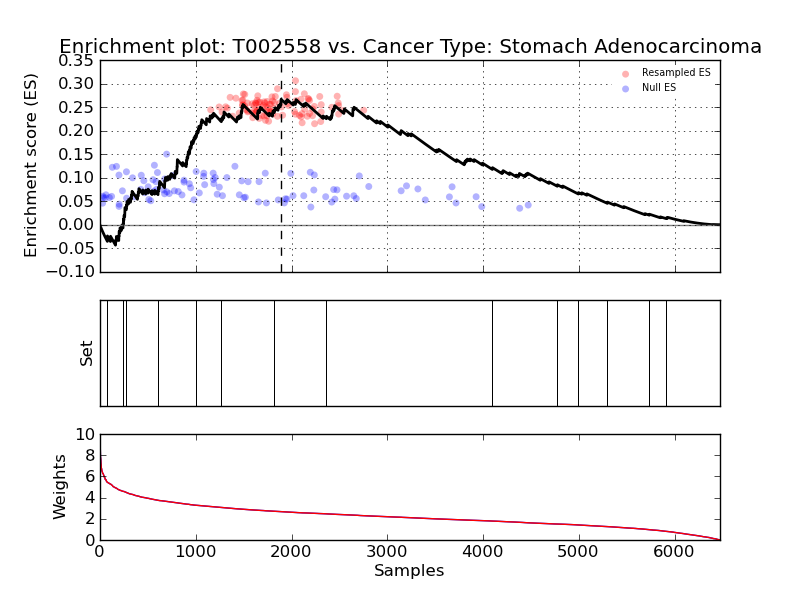 Enrichment plot: T002558 vs. Cancer Type: Stomach Adenocarcinoma
Enrichment score (ES)
0.35
0.30
0.25
0.20
0.15
0.10
0.05
0.00
−0.05
−0.10
Resampled ES
Null ES
Set
Weights
10
8
6
4
2
0
0 1000 2000 3000 4000 5000 6000
Samples